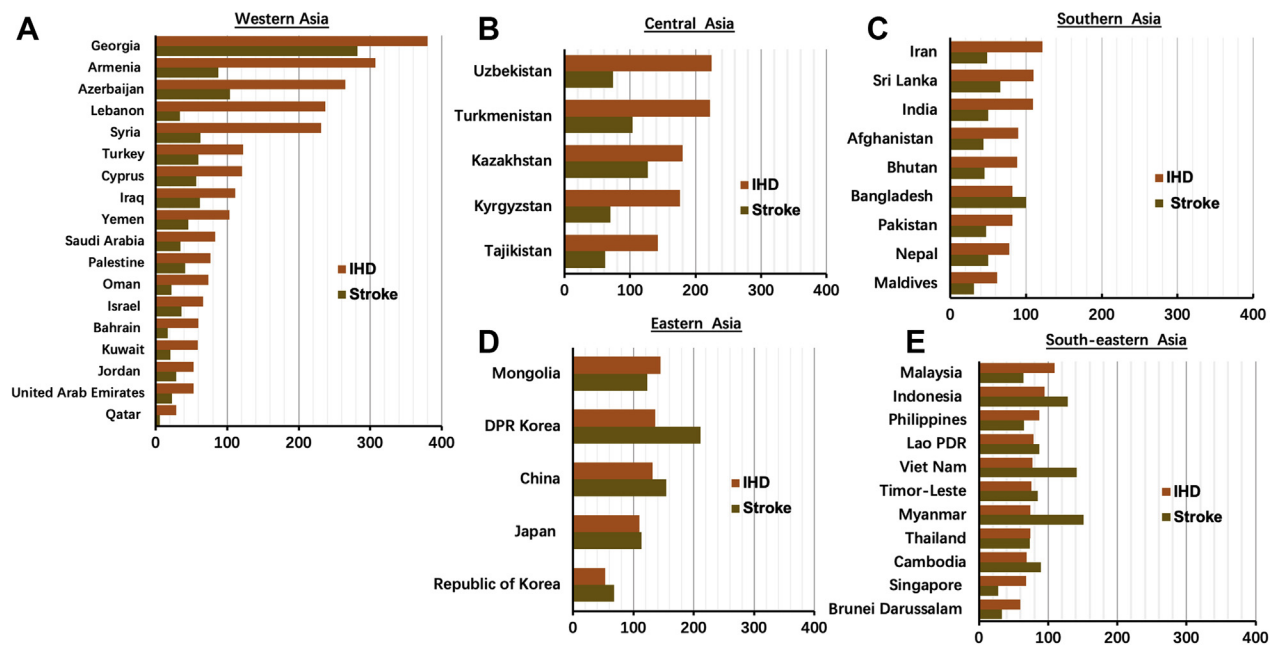 A
Western Asia
Georgia
Armenia
Azerbaijan
Lebanon
Syria
Turkey
Cyprus
Iraq
Yemen
Saudi Arabia
Palestine
Oman
Israel
Bahrain
Kuwait
Jordan
United Arab Emirates
Qatar
IHD
Stroke
0 100 200 300 400
B
Central Asia
Uzbekistan
Turkmenistan
Kazakhstan
Kyrgyzstan
Tajikistan
IHD
Stroke
0 100 200 300 400
C
Southern Asia
Iran
Sri Lanka
India
Afghanistan
Bhutan
Bangladesh
Pakistan
Nepal
Maldives
IHD
Stroke
0 100 200 300 400
D
Eastern Asia
Mongolia
DPR Korea
China
Japan
Republic of Korea
IHD
Stroke
0 100 200 300 400
E
South-eastern Asia
Malaysia
Indonesia
Philippines
Lao PDR
Viet Nam
Timor-Leste
Myanmar
Thailand
Cambodia
Singapore
Brunei Darussalam
IHD
Stroke
0 100 200 300 400